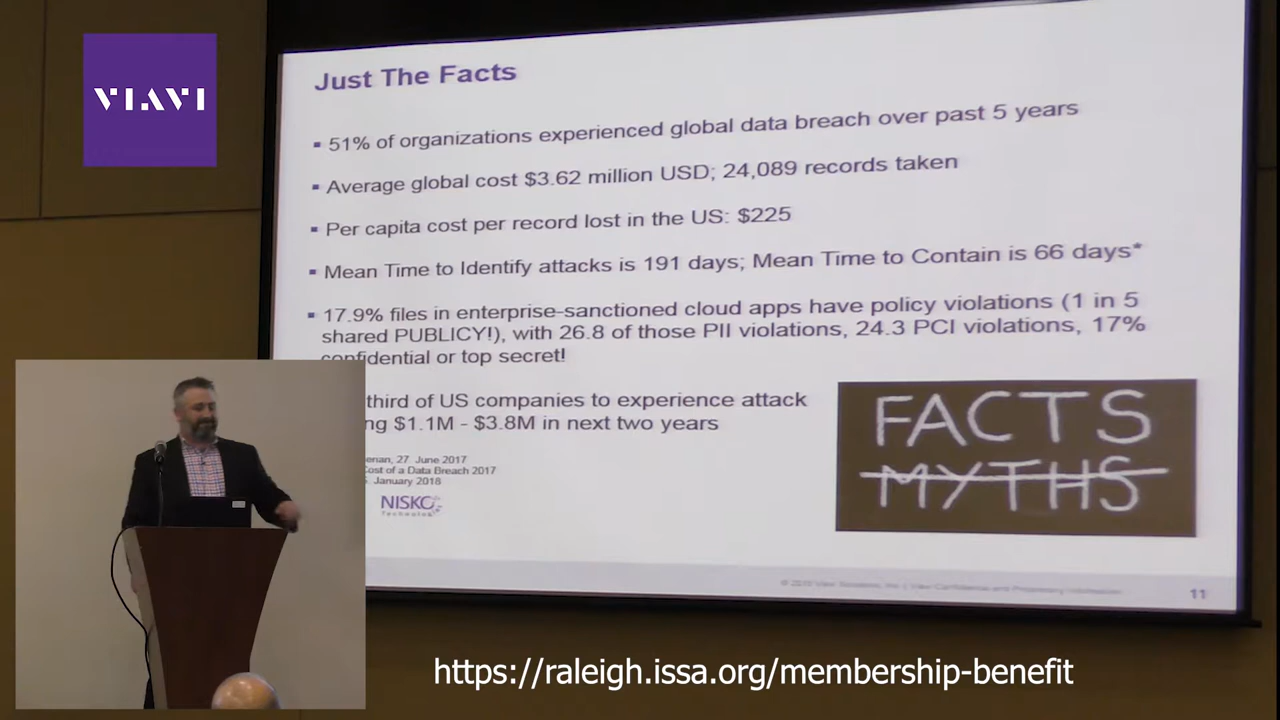 VIAVI
Just The Facts
51% of organizations experienced global data breach over past 5 years
Average global cost $3.62 million USD; 24,089 records taken
Per capita cost per record lost in the US: $225
Mean Time to Identify attacks is 191 days; Mean Time to Contain is 66 days*
17.9% files in enterprise-sanctioned cloud apps have policy violations (1 in 5
shared PUBLICY!), with 26.8 of those PII violations, 24.3 PCI violations, 17%
confidential or top secret!
third of US companies to experience attack
$1.1M - $3.8M in next two years
27. June 2017
Cost of a Data Breach 2017
January 2018
NISKO
FACTS
MYTHS
11
https://raleigh.issa.org/membership-benefit